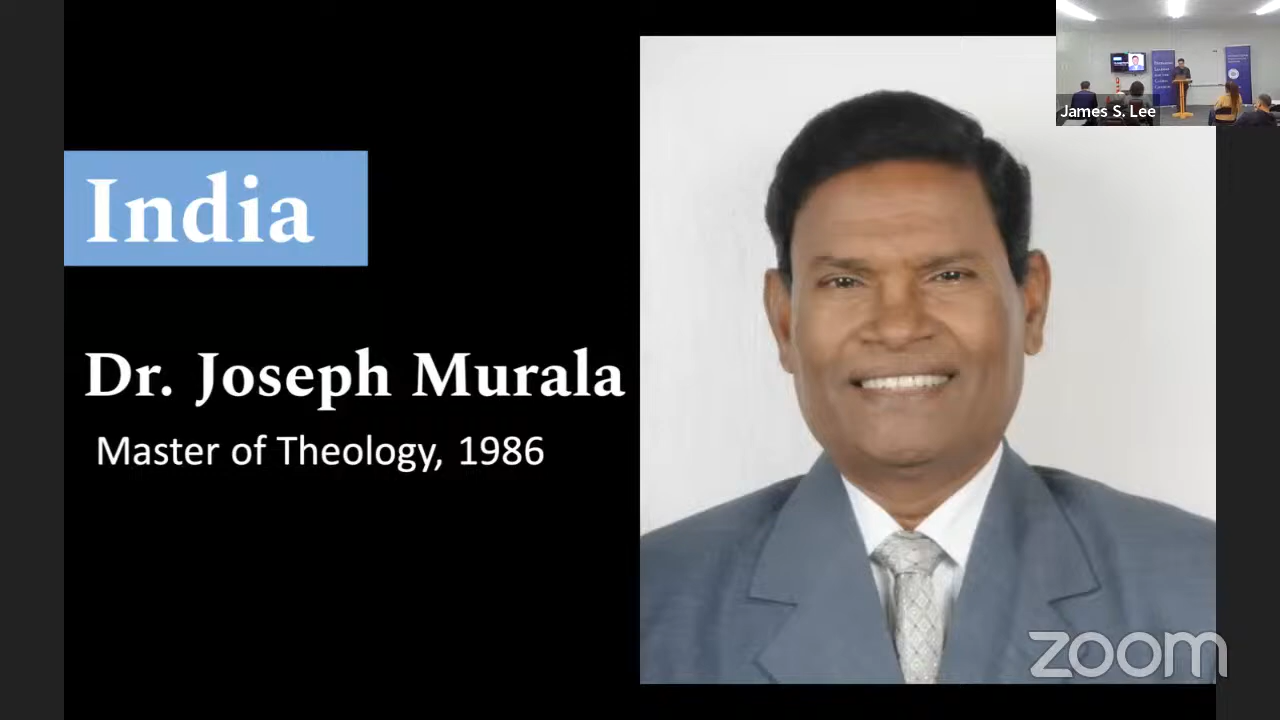 India
Dr. Joseph Murala
Master of Theology, 1986
James S. Lee
zoom